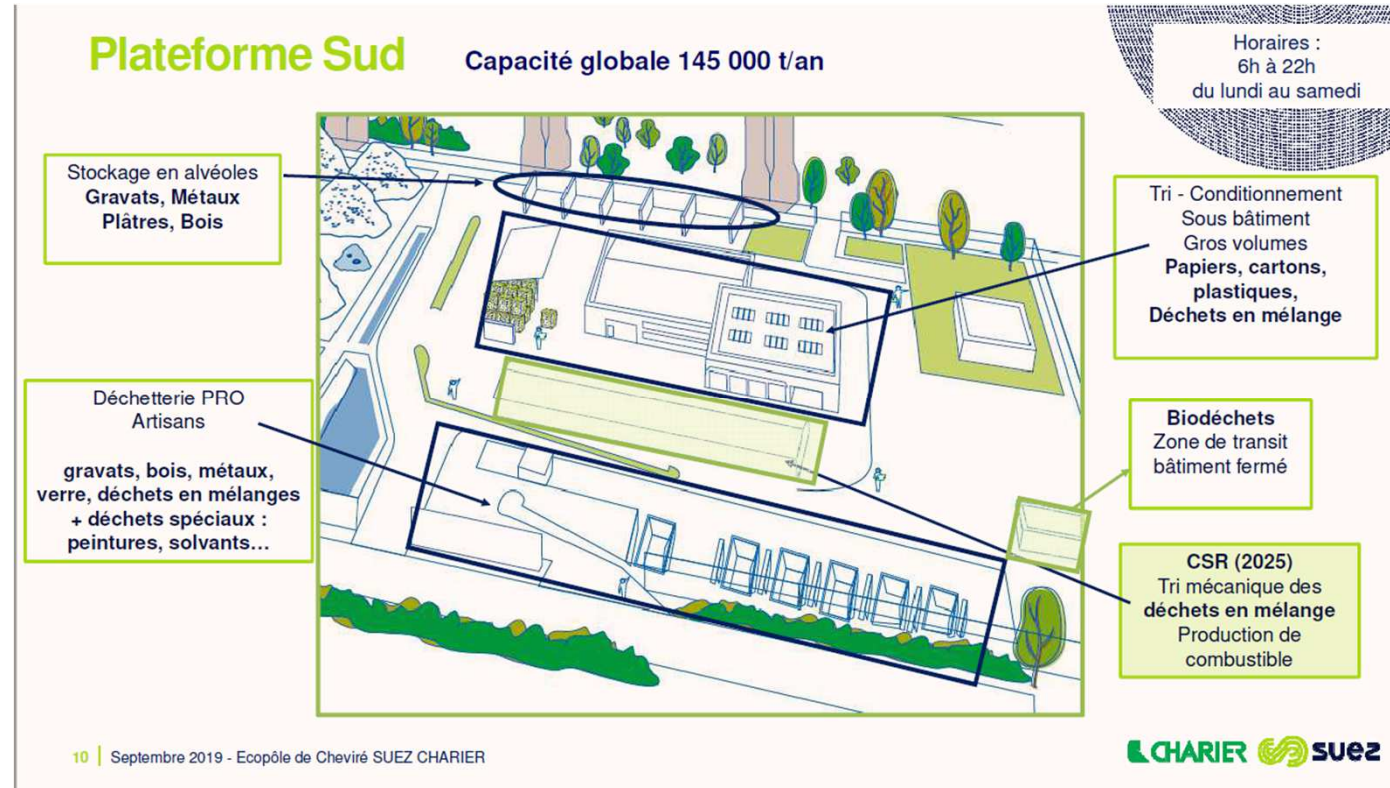 Plateforme Sud
Capacité globale 145 000 t/an
Horaires :
6h à 22h
du lundi au samedi
Stockage en alvéoles
Gravats, Métaux
Plâtres, Bois
Tri - Conditionnement
Sous bâtiment
Gros volumes
Papiers, cartons,
plastiques,
Déchets en mélange
Déchetterie PRO
Artisans
gravats, bois, métaux,
verre, déchets en mélanges
+ déchets spéciaux :
peintures, solvants…
Biodéchets
Zone de transit
bâtiment fermé
CSR (2025)
Tri mécanique des
déchets en mélange
Production de
combustible
10 | Septembre 2019 - Ecopôle de Cheviré SUEZ CHARIER
CHARIER
suez